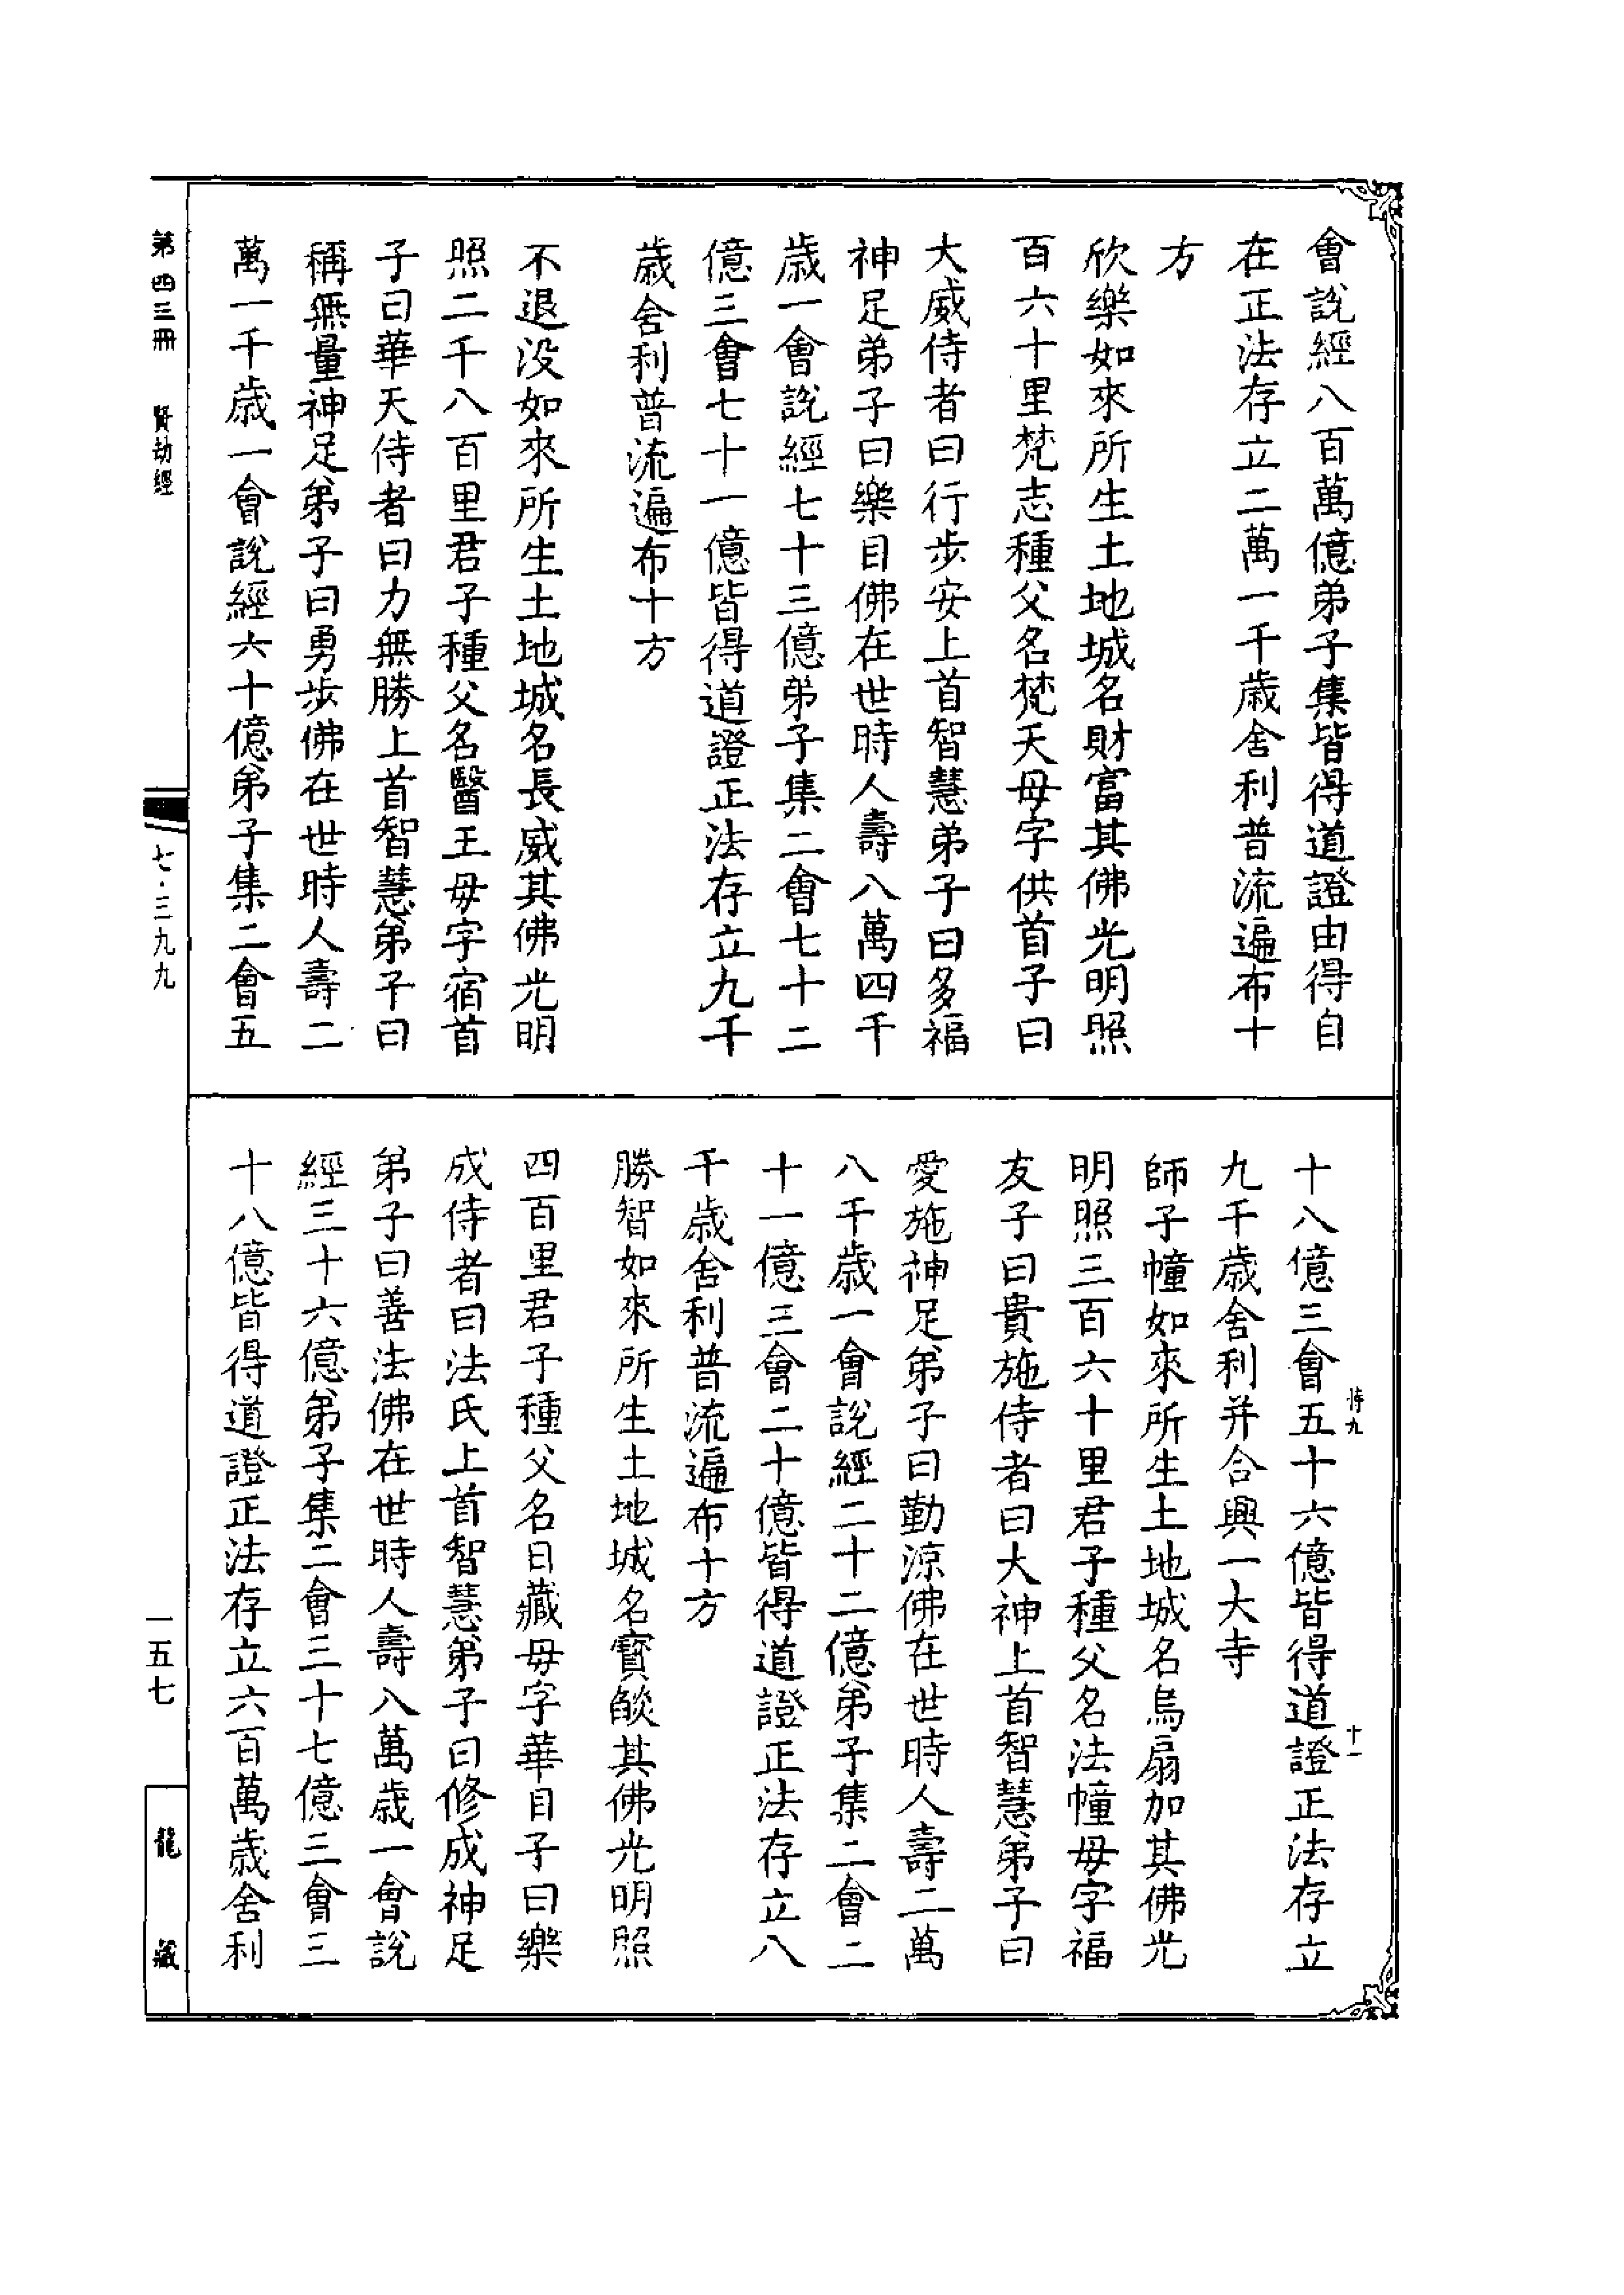 會說經八百萬億弟子集皆得道證由得自
在正法存立二萬一千歲舍利普流遍布十
方
欣樂如來所生土地城名財富其佛光明照
百六十里梵志種父名梵天母字供首子曰
大威侍者曰行步安上首智慧弟子曰多福
神足弟子曰樂目佛在世時人壽八萬四千
歲一會說經七十三億弟子集二會七十二
億三會七十一億皆得道證正法存立九千
歲舍利普流遍布十方
不退没如來所生土地城名長威其佛光明
照二千八百里君子種父名醫王母字宿首
子曰華天侍者曰力無勝上首智慧弟子曰
稱無量神足弟子曰勇步佛在世時人壽二
萬一千歲一會說經六十億弟子集二會五
十八億三會五十六億皆得道證正法存立
九千歲舍利并合興一大寺
師子幢如來所生土地城名烏扇加其佛光
明照三百六十里君子種父名法幢母字福
友子曰貴施侍者曰大神上首智慧弟子曰
愛施神足弟子曰勤涼佛在世時人壽二萬
八千歲一會說經二十二億弟子集二會二
十一億三會二十億皆得道證正法存立八
千歲舍利普流遍布十方
勝智如來所生土地城名寶燄其佛光明照
四百里君子種父名日藏母字華目子曰樂
成侍者曰法氏上首智慧弟子曰修成神足
弟子曰善法佛在世時人壽八萬歲一會說
經三十六億弟子集二會三十七億三會三
十八億皆得道證正法存立六百萬歲舍利
十一
第四三冊 賢劫經
七·三九九
一五七
龍藏